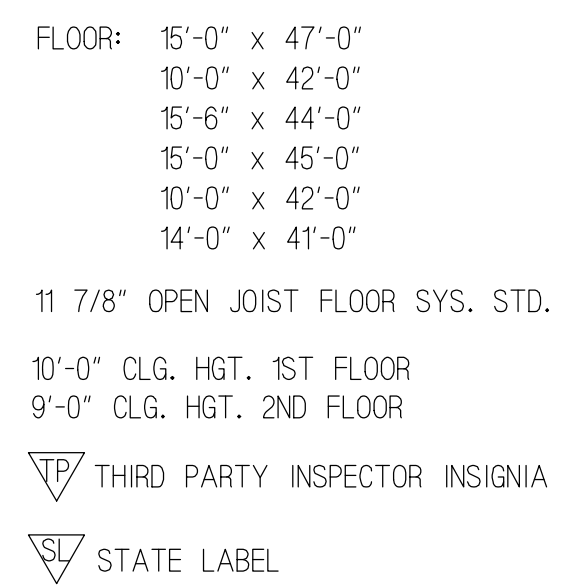 FLOOR: 15'-0" x 47'-0"
10'-0" x 42'-0"
15'-6" x 44'-0"
15'-0" x 45'-0"
10'-0" x 42'-0"
14'-0" x 41'-0"
11 7/8" OPEN JOIST FLOOR SYS. STD.
10'-0" CLG. HGT. 1ST FLOOR
9'-0" CLG. HGT. 2ND FLOOR
TP THIRD PARTY INSPECTOR INSIGNIA
SL STATE LABEL